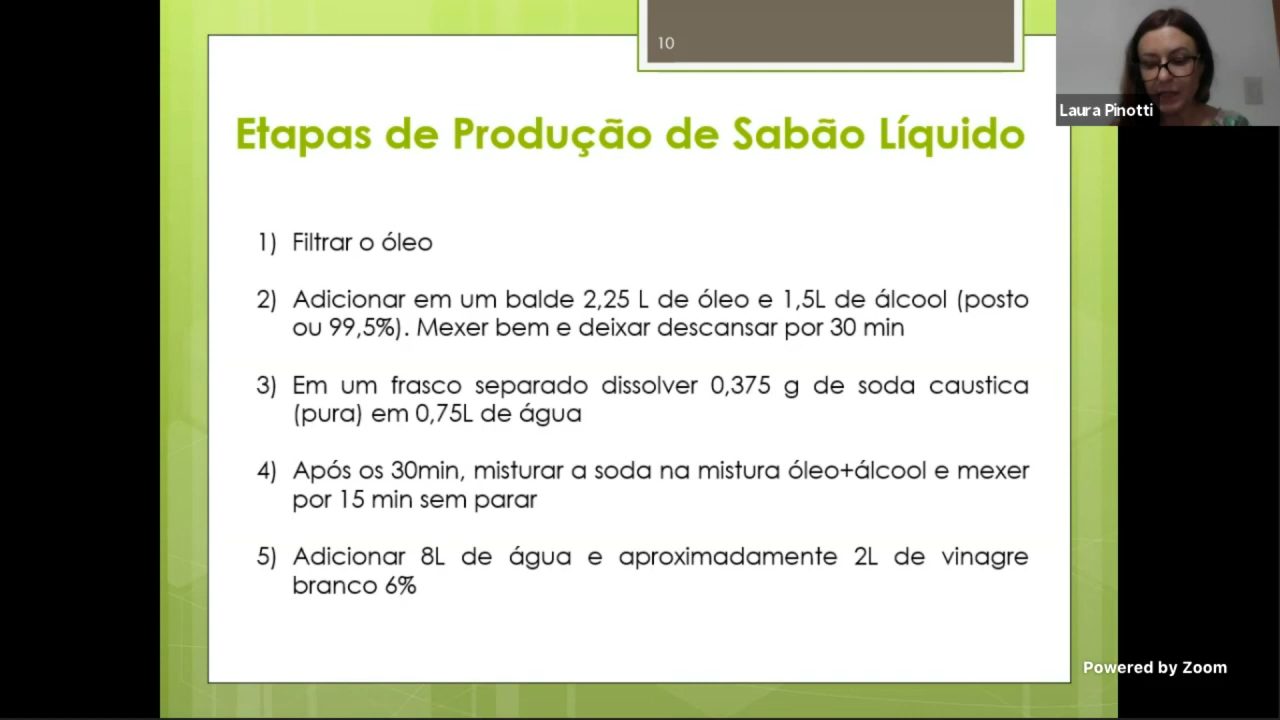 10
Laura Pinotti
Etapas de Produção de Sabão Líquido
1) Filtrar o óleo
2) Adicionar em um balde 2,25 L de óleo e 1,5L de álcool (posto
ou 99,5%). Mexer bem e deixar descansar por 30 min
3) Em um frasco separado dissolver 0,375 g de soda caustica
(pura) em 0,75L de água
4) Após os 30min, misturar a soda na mistura óleo+álcool e mexer
por 15 min sem parar
5) Adicionar 8L de água e aproximadamente 2L de vinagre
branco 6%
Powered by Zoom